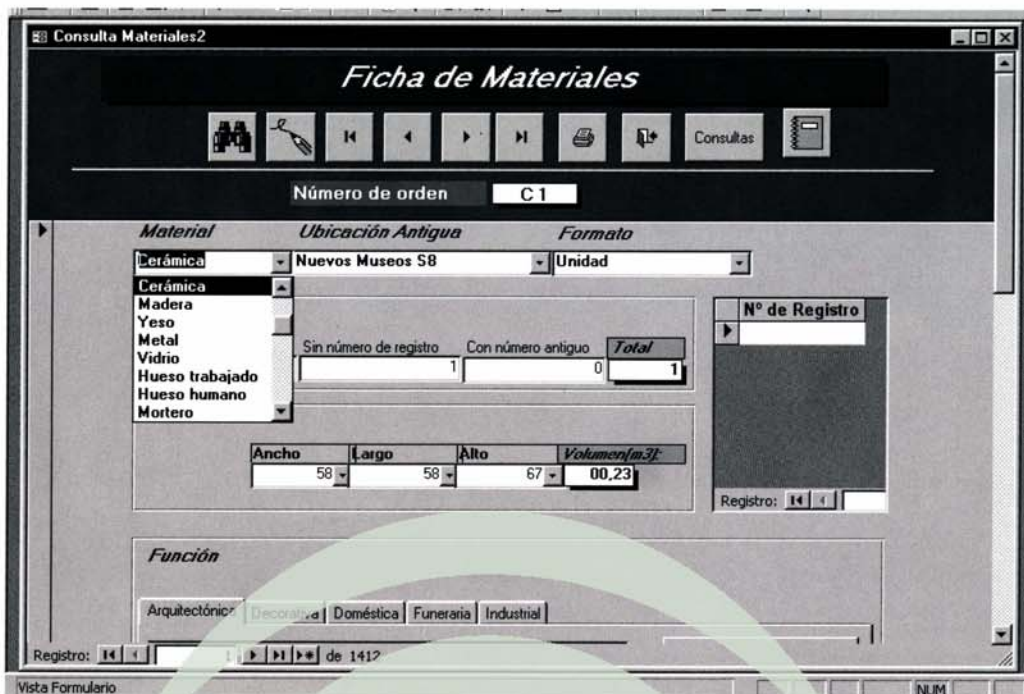 Consulta Materiales2
Ficha de Materiales
Consultas
Número de orden C 1
Material Ubicación Antigua Formato
Cerámica Nuevos Museos S8 Unidad
Cerámica
Madera
Yeso
Metal
Vidrio
Hueso trabajado
Hueso humano
Mortero
Sin número de registro Con número antiguo Total
1 0 1
Nº de Registro
Ancho Largo Alto Volumen(m3):
58 58 67 00,23
Registro:
Función
Arquitectónica Decorativa Doméstica Funeraria Industrial
Registro: 1 de 1412
Vista Formulario NUM